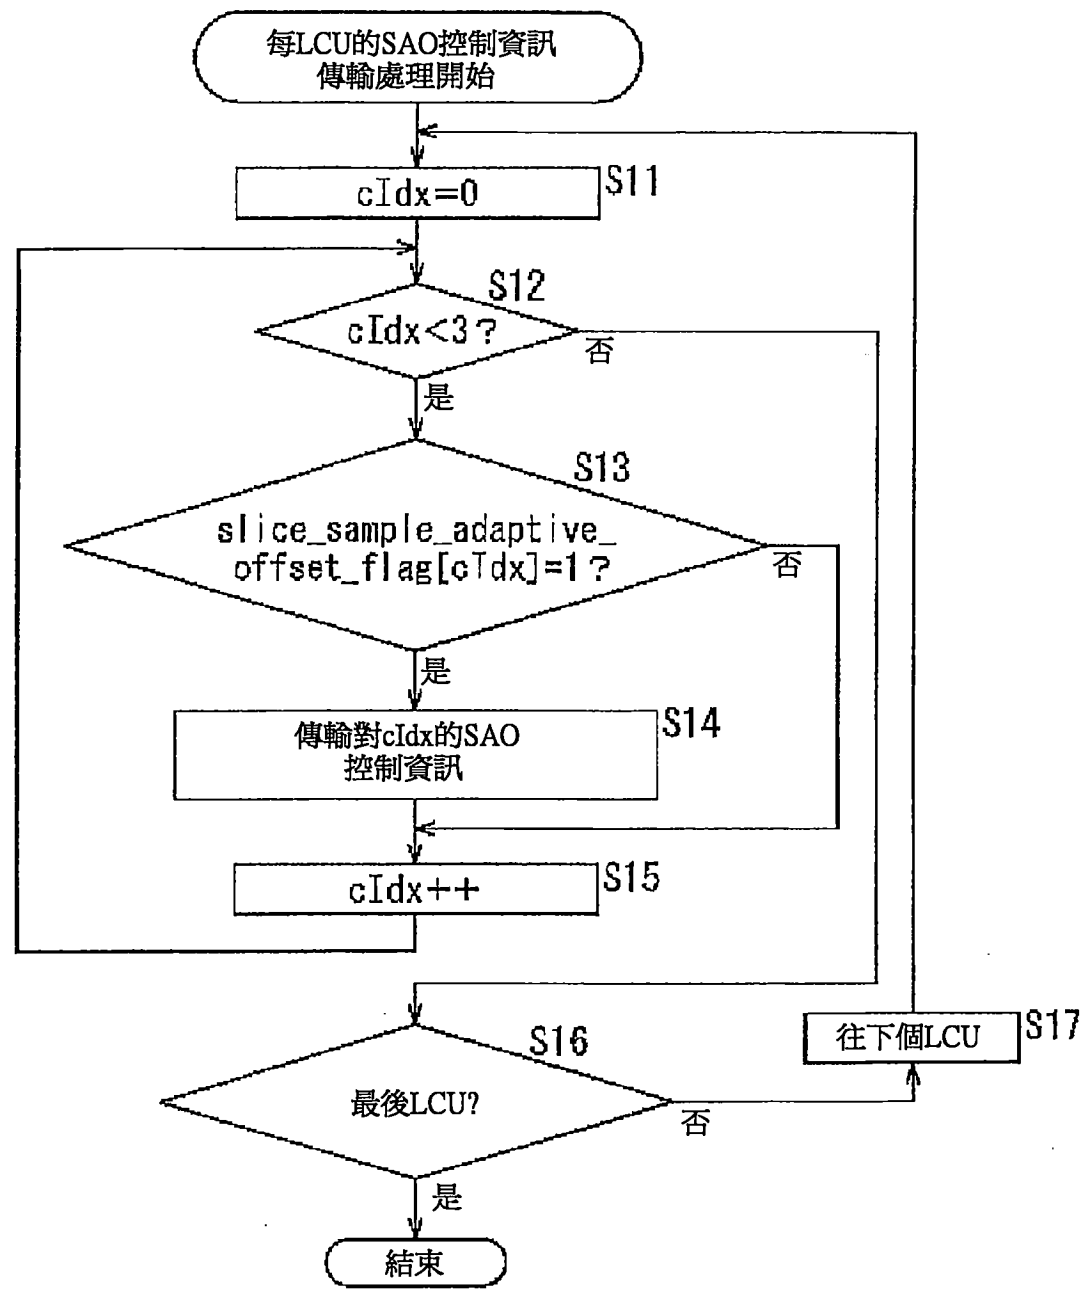 每LCU的SAO控制資訊
傳輸處理開始
cIdx=0
S11
S12
cIdx<3?
否
是
S13
slice_sample_adaptive_
offset_flag[cIdx]=1?
否
是
傳輸對cIdx的SAO
控制資訊
S14
cIdx++
S15
S16
最後LCU?
否
往下個LCU
S17
是
結束